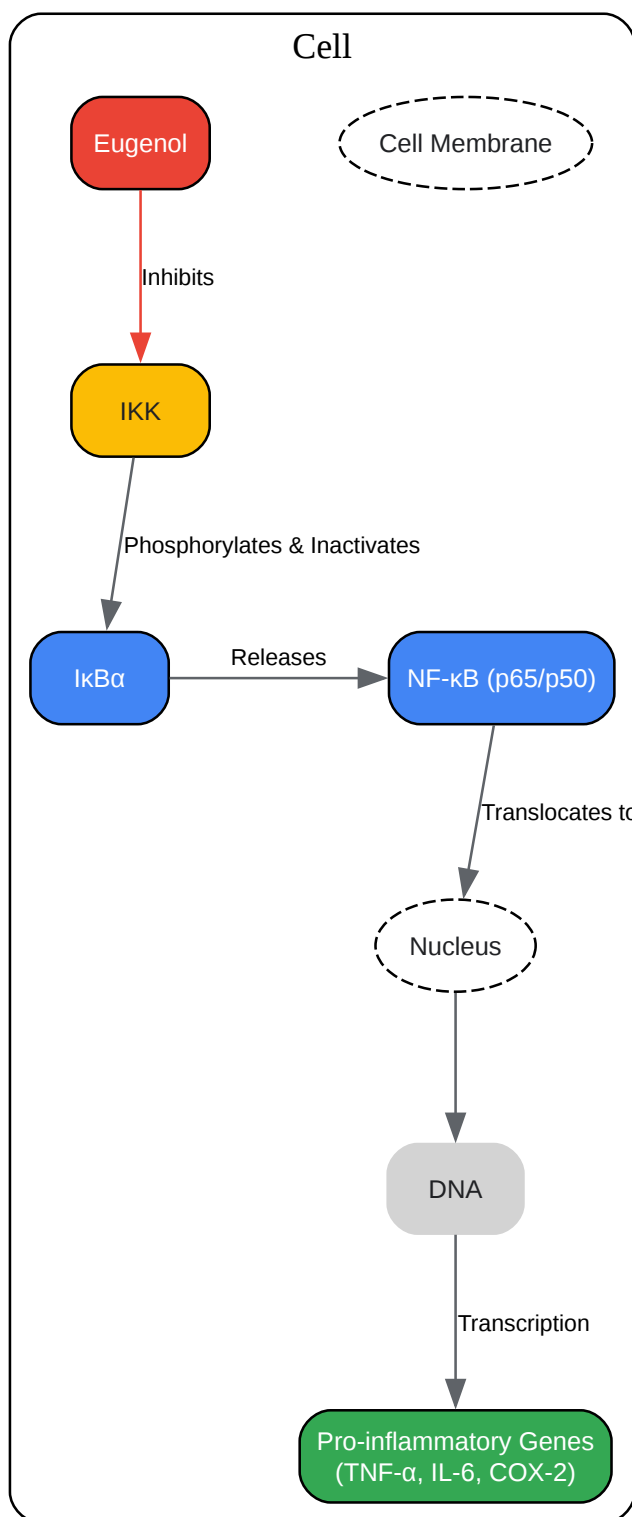 Cell
Eugenol
Cell Membrane
Inhibits
IKK
Phosphorylates & Inactivates
IκBα
Releases
NF-κB (p65/p50)
Translocates to
Nucleus
DNA
Transcription
Pro-inflammatory Genes
(TNF-α, IL-6, COX-2)